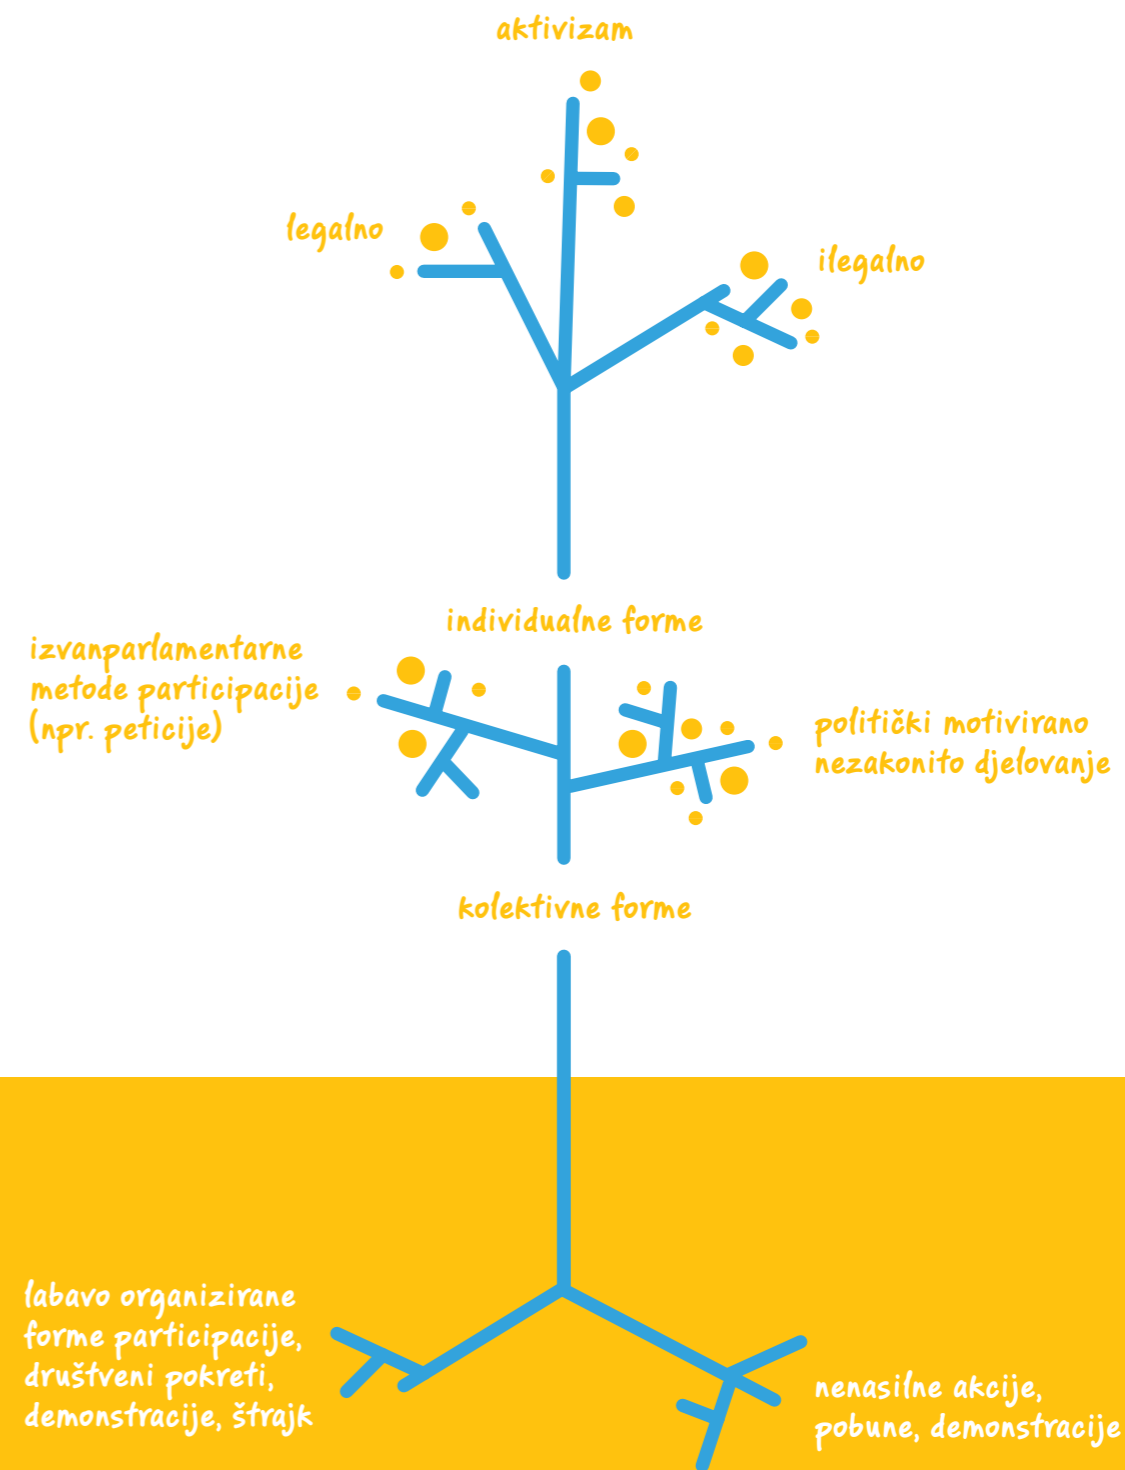 aktivizam
legalno
ilegalno
individualne forme
izvanparlamentarne
metode participacije
(npr. peticije)
politički motivirano
nezakonito djelovanje
kolektivne forme
labavo organizirane
forme participacije,
društveni pokreti,
demonstracije, štrajk
nenasilne akcije,
pobune, demonstracije